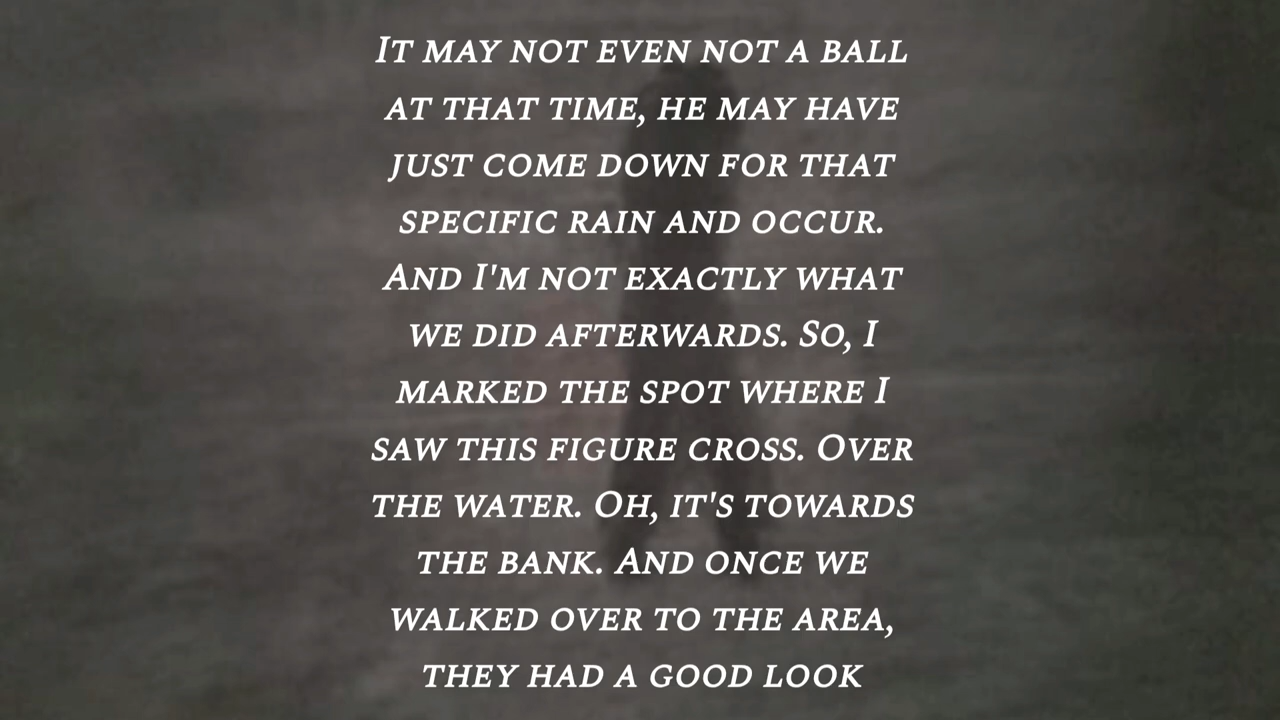 It may not even not a ball
at that time, he may have
just come down for that
specific rain and occur.
And I'm not exactly what
we did afterwards. So, I
marked the spot where I
saw this figure cross. Over
the water. Oh, it's towards
the bank. And once we
walked over to the area,
they had a good look